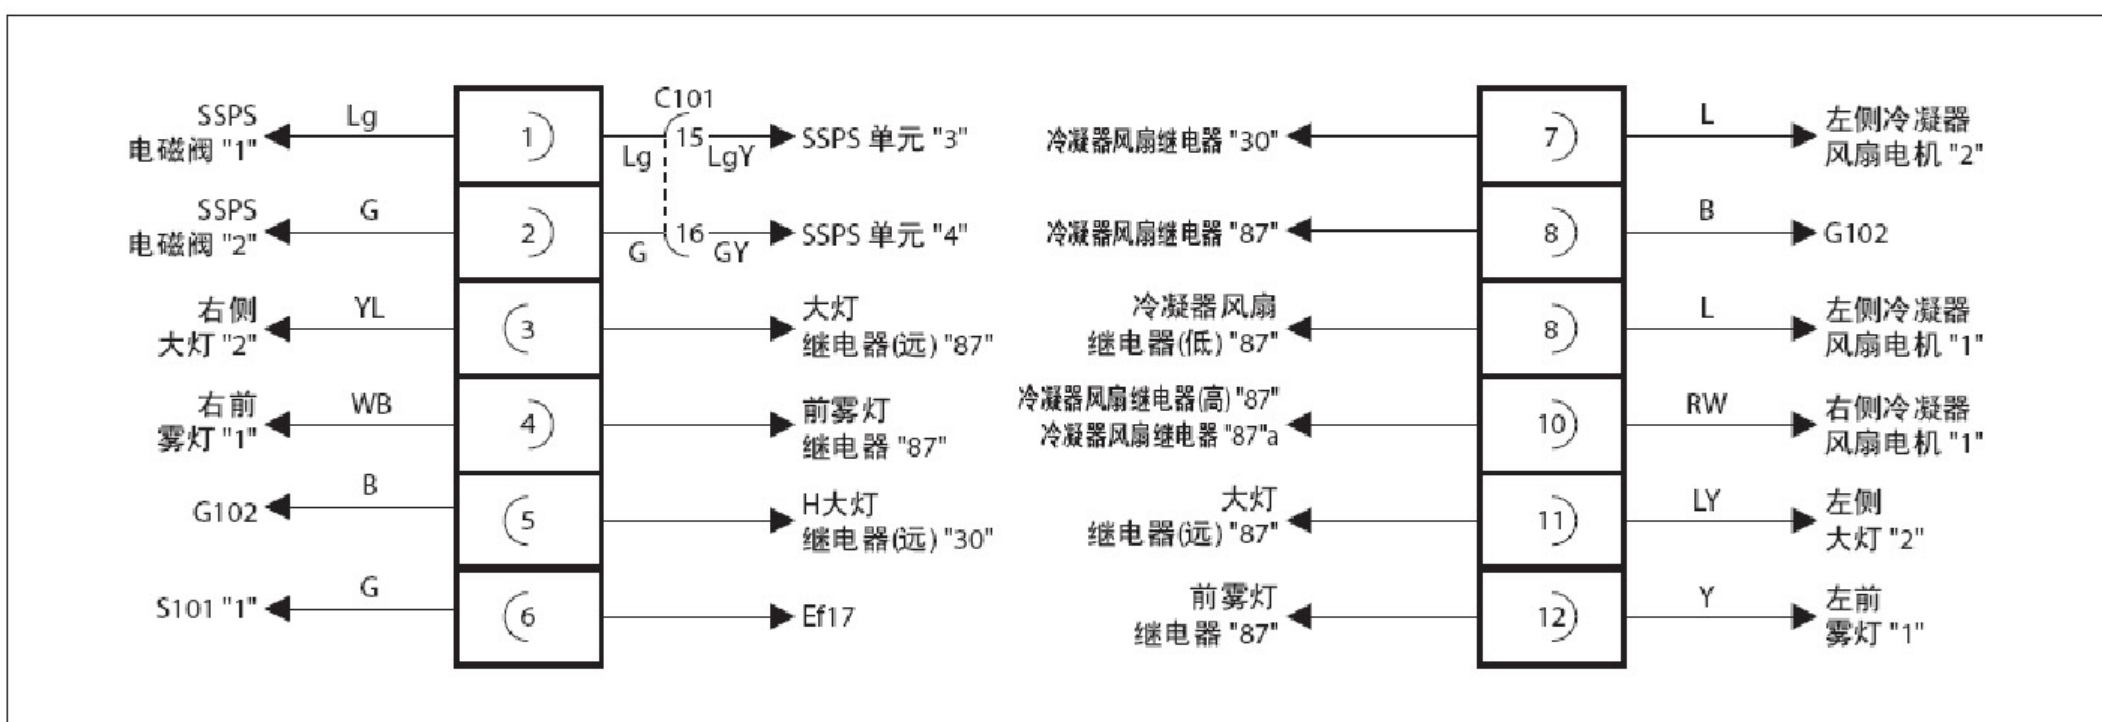 C101
SSPS
电磁阀 "1"
Lg
1
Lg
15
LgY
SSPS 单元 "3"
SSPS
电磁阀 "2"
G
2
G
16
GY
SSPS 单元 "4"
右侧
大灯 "2"
YL
3
大灯
继电器(远) "87"
右前
雾灯 "1"
WB
4
前雾灯
继电器 "87"
G102
B
5
H大灯
继电器(远) "30"
S101 "1"
G
6
Ef17
冷凝器风扇继电器 "30"
7
L
左侧冷凝器
风扇电机 "2"
冷凝器风扇继电器 "87"
8
B
G102
冷凝器风扇
继电器(低) "87"
8
L
左侧冷凝器
风扇电机 "1"
冷凝器风扇继电器(高) "87"
冷凝器风扇继电器 "87"a
10
RW
右侧冷凝器
风扇电机 "1"
大灯
继电器(远) "87"
11
LY
左侧
大灯 "2"
前雾灯
继电器 "87"
12
Y
左前
雾灯 "1"